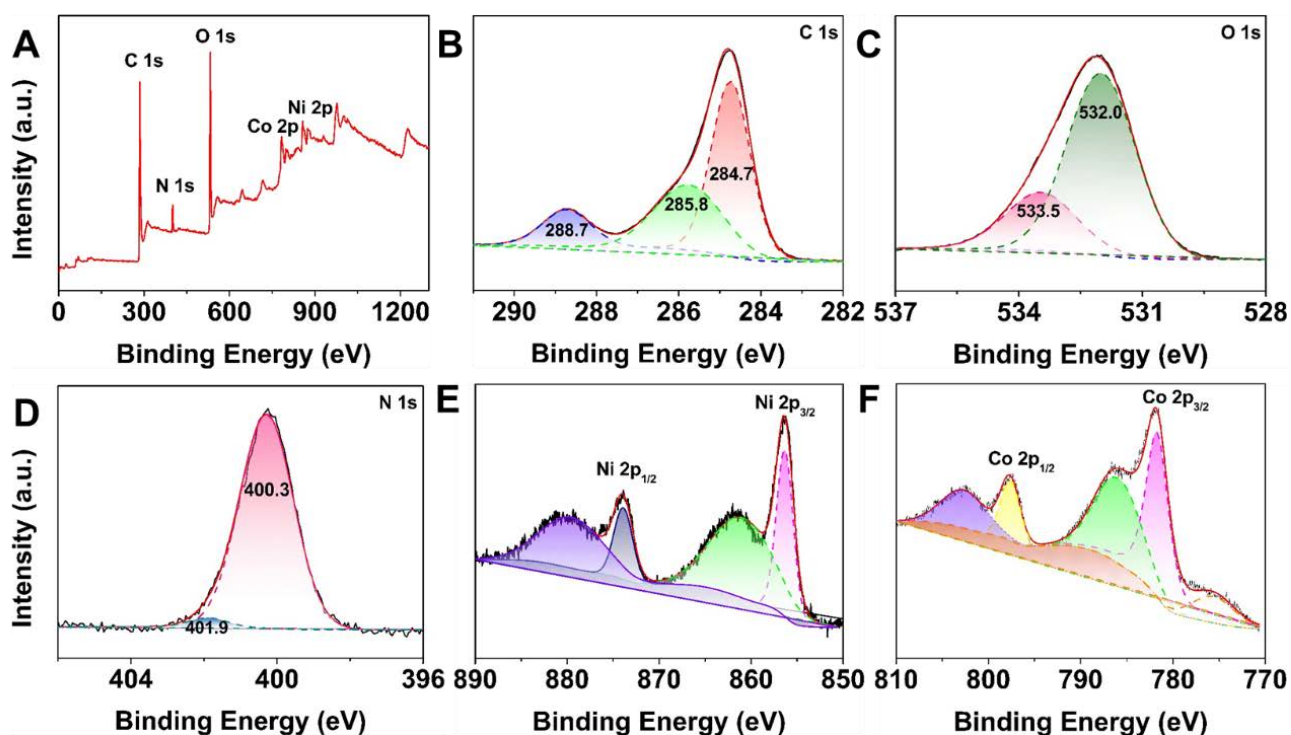 A
Intensity (a.u.)
C 1s
N 1s
O 1s
Co 2p
Ni 2p
0 300 600 900 1200
Binding Energy (eV)
B
C 1s
288.7
285.8
284.7
290 288 286 284 282
Binding Energy (eV)
C
O 1s
533.5
532.0
537 534 531 528
Binding Energy (eV)
D
Intensity (a.u.)
N 1s
400.3
401.9
404 400 396
Binding Energy (eV)
E
Ni 2p3/2
Ni 2p1/2
890 880 870 860 850
Binding Energy (eV)
F
Co 2p3/2
Co 2p1/2
810 800 790 780 770
Binding Energy (eV)